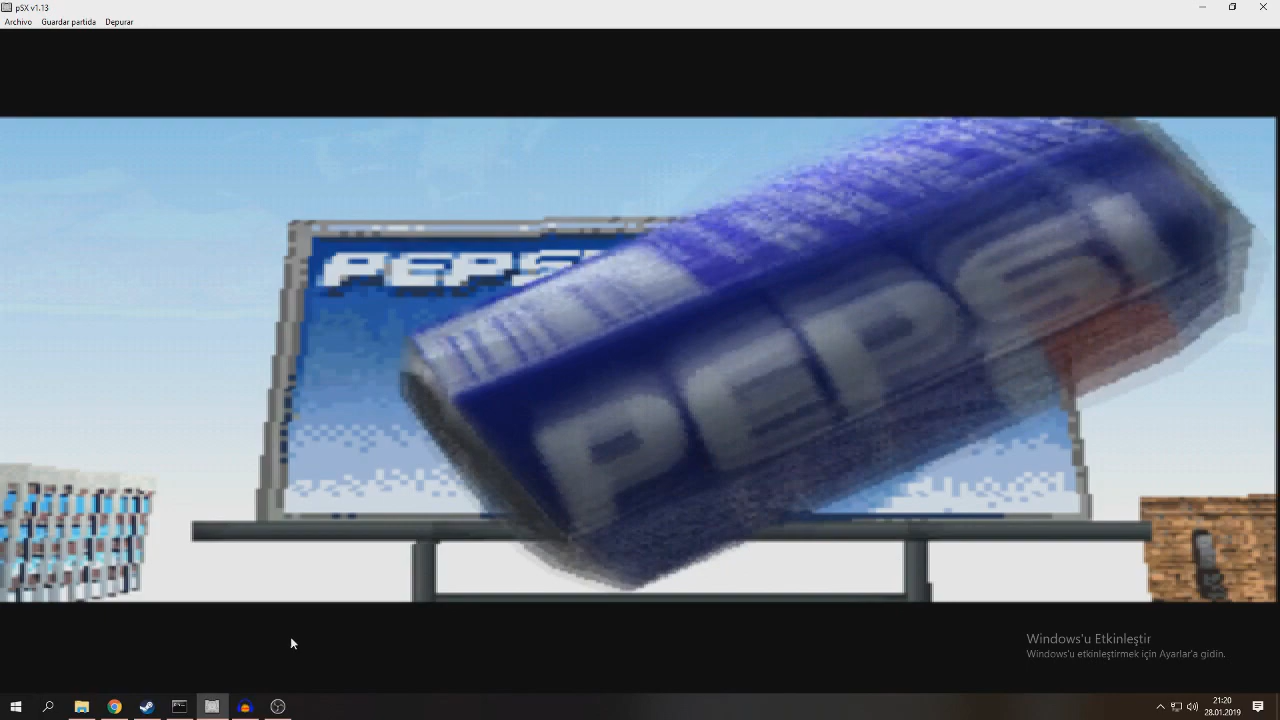 pSX v1.13
Archivo Guardar partida Depurar
PEPSI
PEPSI
Windows'u Etkinleştir
Windows'u etkinleştirmek için Ayarlar'a gidin.
21:20
28.01.2019